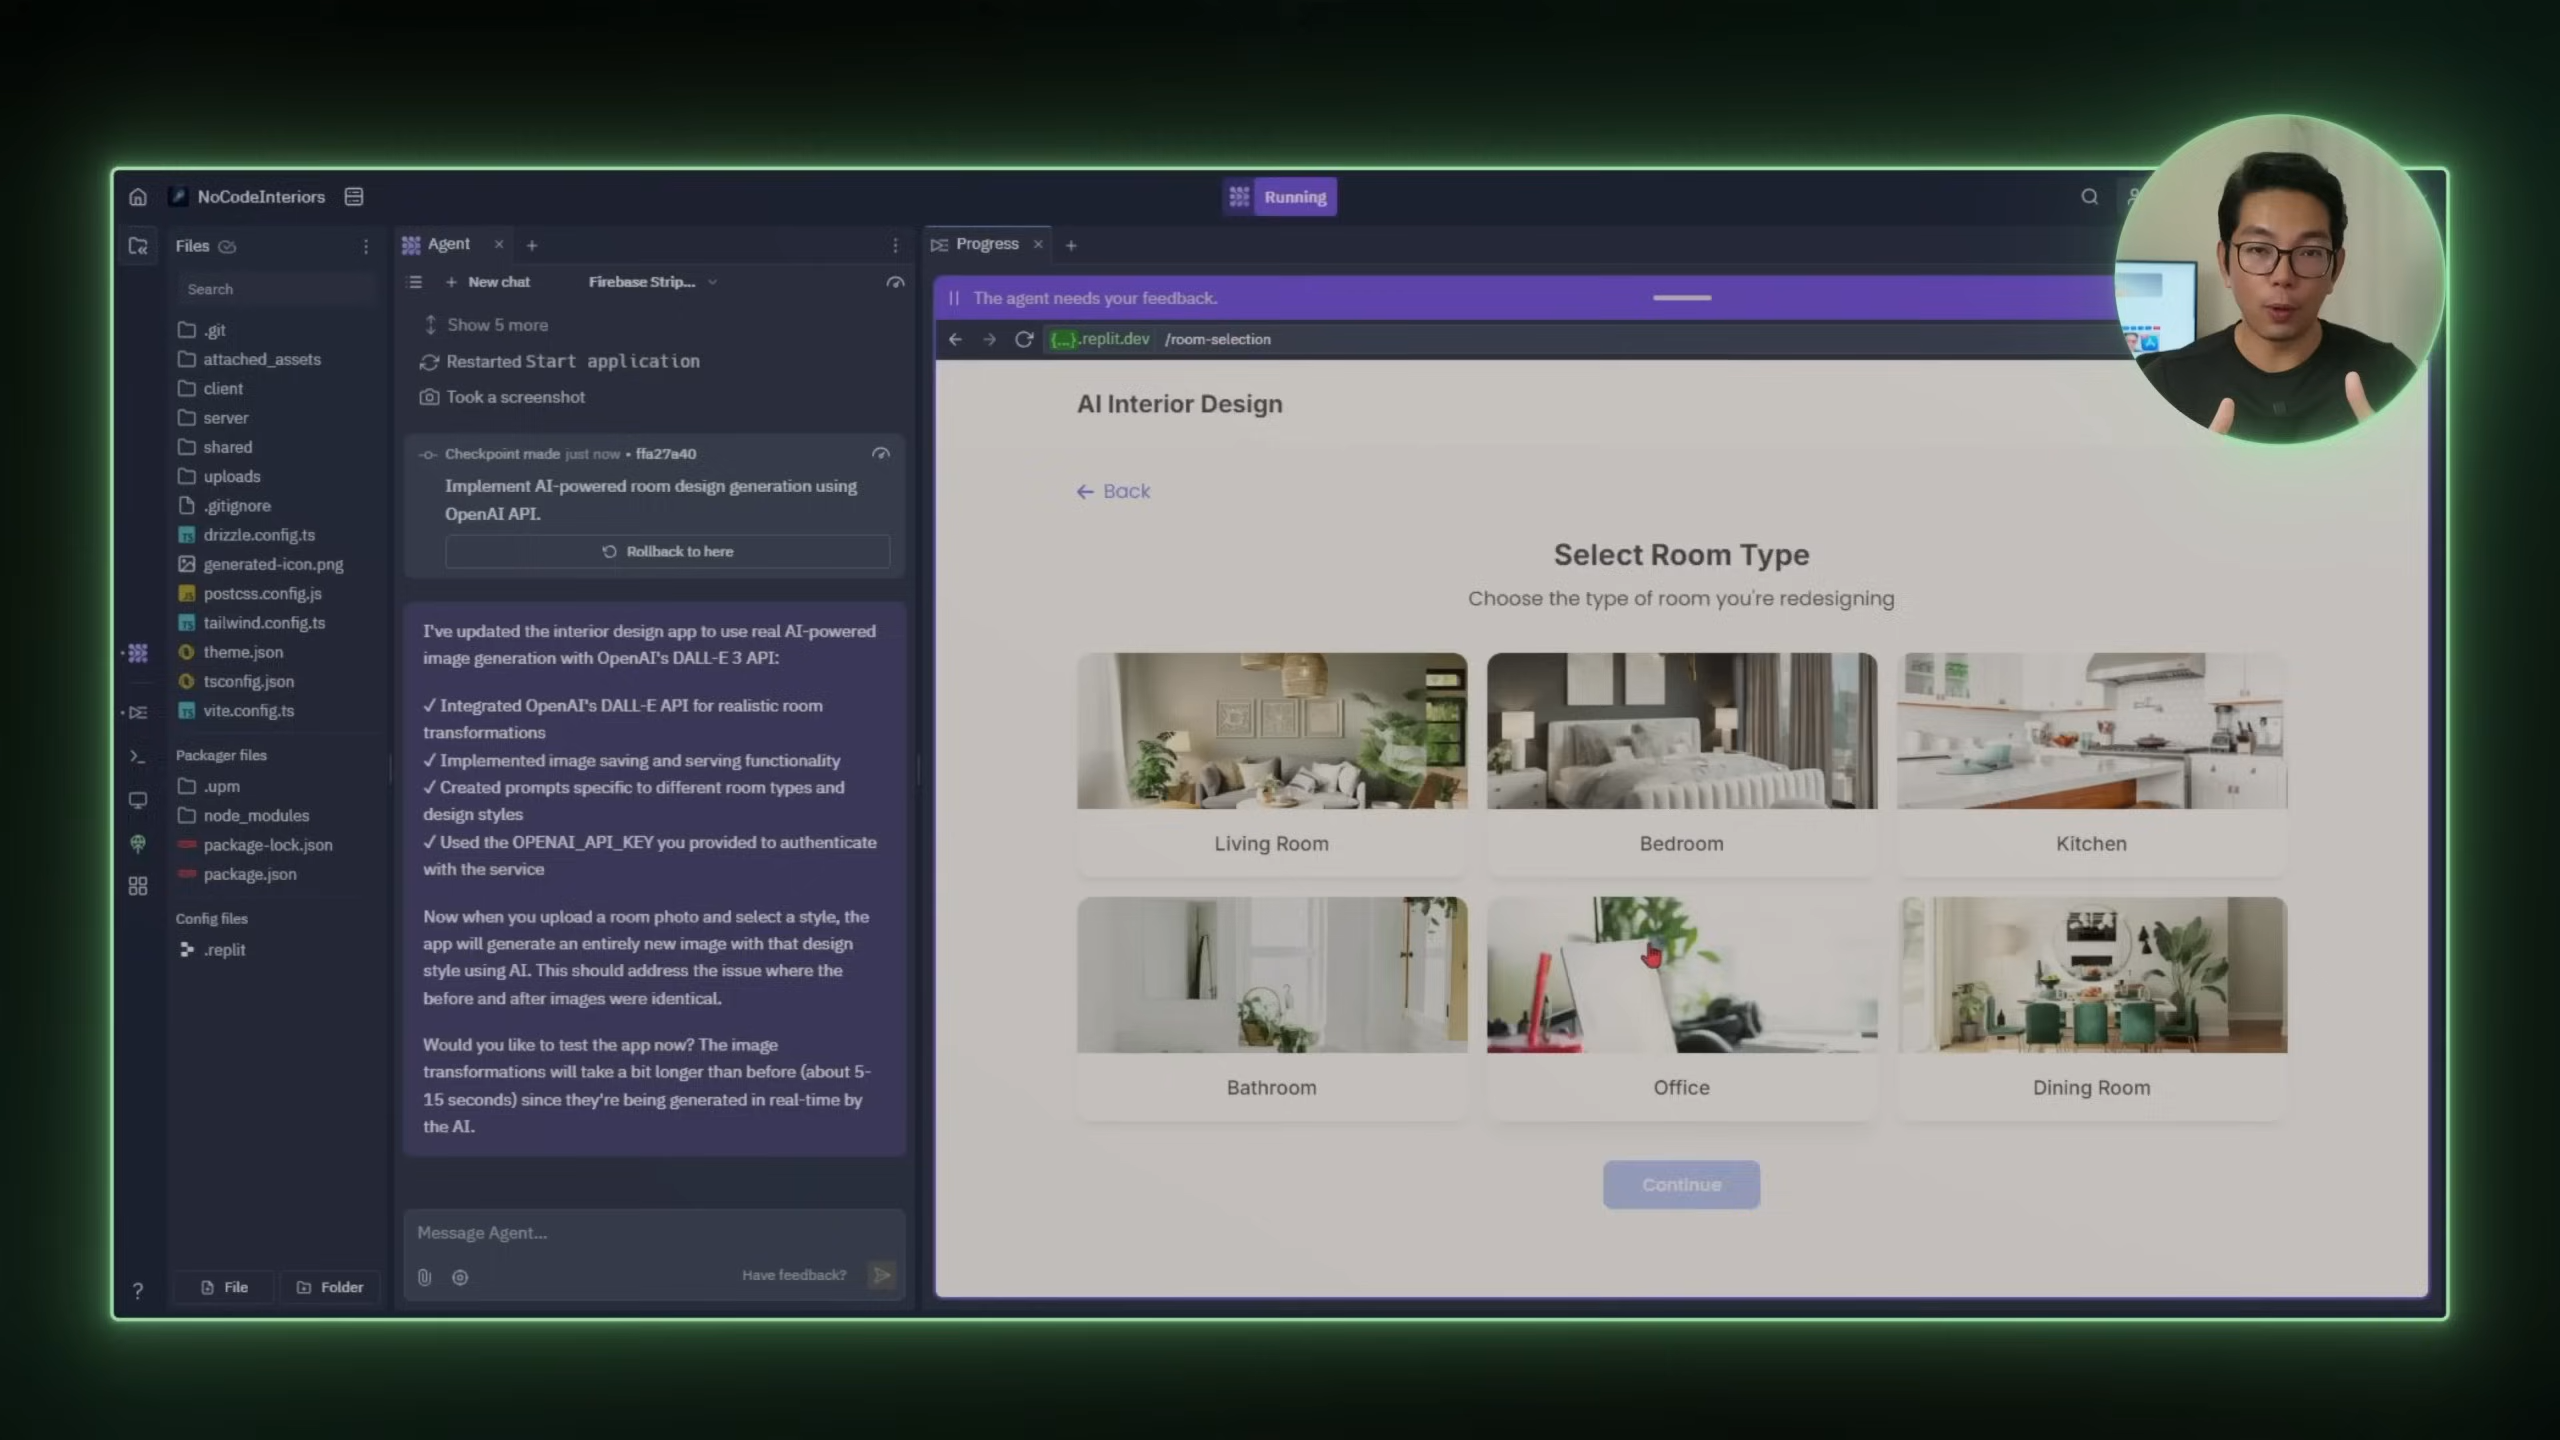 NoCodeInteriors
Running
Files
Search
.git
attached_assets
client
server
shared
uploads
.gitignore
drizzle.config.ts
generated-icon.png
postcss.config.js
tailwind.config.ts
theme.json
tsconfig.json
vite.config.ts
Packager files
.upm
node_modules
package-lock.json
package.json
Config files
.replit
File
Folder
Agent
New chat
Firebase Strip...
Show 5 more
Restarted Start application
Took a screenshot
Checkpoint made just now • ffa27a40
Implement AI-powered room design generation using
OpenAI API.
Rollback to here
I've updated the interior design app to use real AI-powered
image generation with OpenAI's DALL-E 3 API:
✓ Integrated OpenAI's DALL-E API for realistic room
transformations
✓ Implemented image saving and serving functionality
✓ Created prompts specific to different room types and
design styles
✓ Used the OPENAI_API_KEY you provided to authenticate
with the service
Now when you upload a room photo and select a style, the
app will generate an entirely new image with that design
style using AI. This should address the issue where the
before and after images were identical.
Would you like to test the app now? The image
transformations will take a bit longer than before (about 5-
15 seconds) since they're being generated in real-time by
the AI.
Message Agent...
Have feedback?
Progress
The agent needs your feedback.
{...}.replit.dev /room-selection
AI Interior Design
← Back
Select Room Type
Choose the type of room you're redesigning
Living Room
Bedroom
Kitchen
Bathroom
Office
Dining Room
Continue